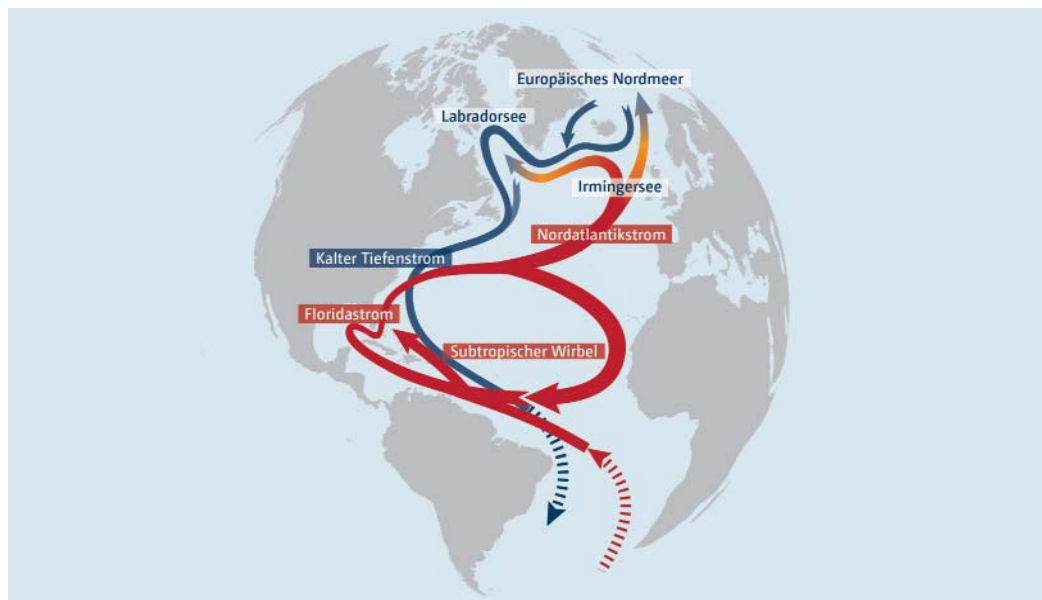 Europäisches Nordmeer
Labradorsee
Irmingersee
Nordatlantikstrom
Kalter Tiefenstrom
Floridastrom
Subtropischer Wirbel